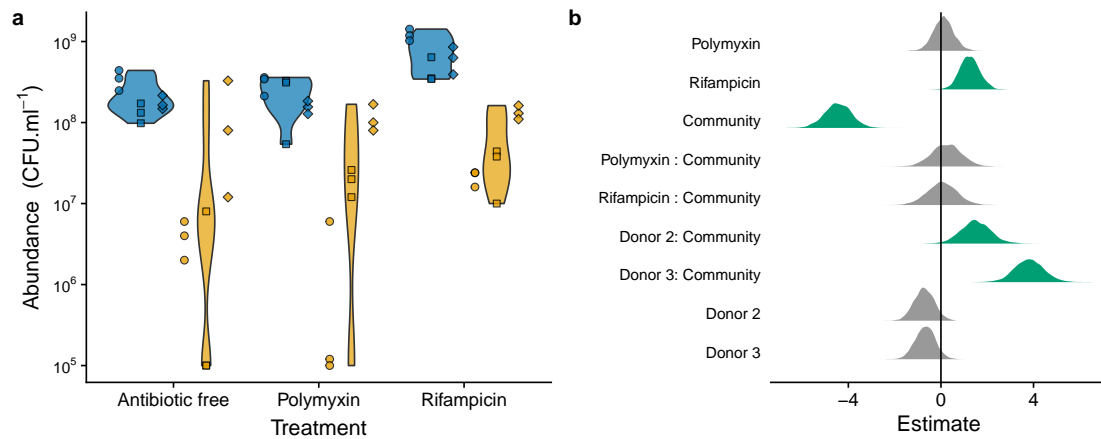 a
Abundance (CFU.ml⁻¹)
10⁹
10⁸
10⁷
10⁶
10⁵
Antibiotic free
Polymyxin
Rifampicin
Treatment
b
Polymyxin
Rifampicin
Community
Polymyxin : Community
Rifampicin : Community
Donor 2: Community
Donor 3: Community
Donor 2
Donor 3
−4
0
4
Estimate